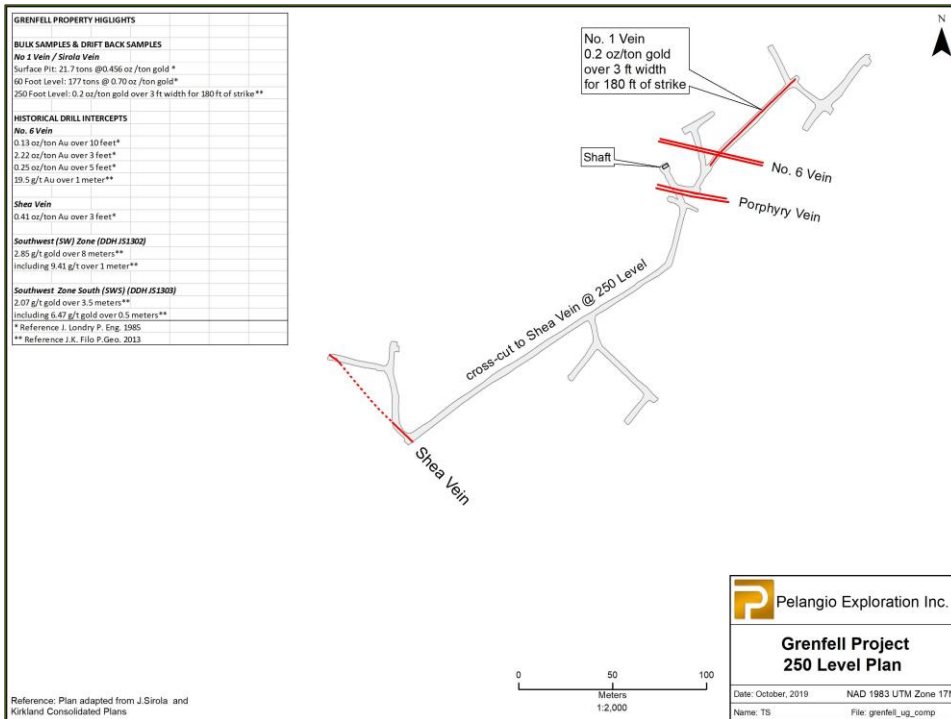 GRENFELL PROPERTY HIGLIGHTS
BULK SAMPLES & DRIFT BACK SAMPLES
No 1 Vein / Sirola Vein
Surface Pit: 21.7 tons @0.456 oz /ton gold *
60 Foot Level: 177 tons @ 0.70 oz /ton gold*
250 Foot Level: 0.2 oz/ton gold over 3 ft width for 180 ft of strike**
HISTORICAL DRILL INTERCEPTS
No. 6 Vein
0.13 oz/ton Au over 10 feet*
2.22 oz/ton Au over 3 feet*
0.25 oz/ton Au over 5 feet*
19.5 g/t Au over 1 meter**
Shea Vein
0.41 oz/ton Au over 3 feet*
Southwest (SW) Zone (DDH JS1302)
2.85 g/t gold over 8 meters**
including 9.41 g/t over 1 meter**
Southwest Zone South (SWS) (DDH JS1303)
2.07 g/t gold over 3.5 meters**
including 6.47 g/t gold over 0.5 meters**
* Reference J. Londry P. Eng. 1985
** Reference J.K. Filo P.Geo. 2013
N
No. 1 Vein
0.2 oz/ton gold
over 3 ft width
for 180 ft of strike
Shaft
No. 6 Vein
Porphyry Vein
cross-cut to Shea Vein @ 250 Level
Shea Vein
Pelangio Exploration Inc.
Grenfell Project
250 Level Plan
Date: October, 2019 NAD 1983 UTM Zone 17N
Name: TS File: grenfell_ug_comp
0 50 100
Meters
1:2,000
Reference: Plan adapted from J.Sirola and
Kirkland Consolidated Plans